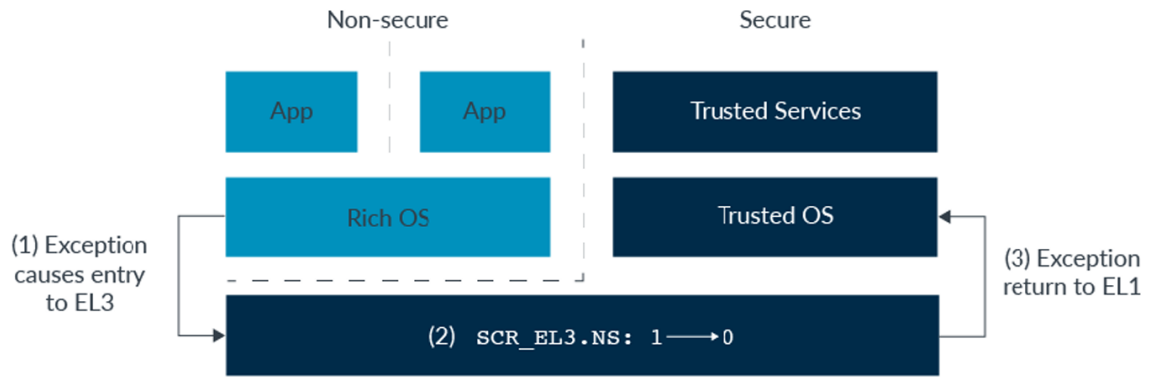 Non-secure
Secure
App
App
Trusted Services
Rich OS
Trusted OS
(1) Exception
causes entry
to EL3
(3) Exception
return to EL1
(2) SCR_EL3.NS: 1⟶0